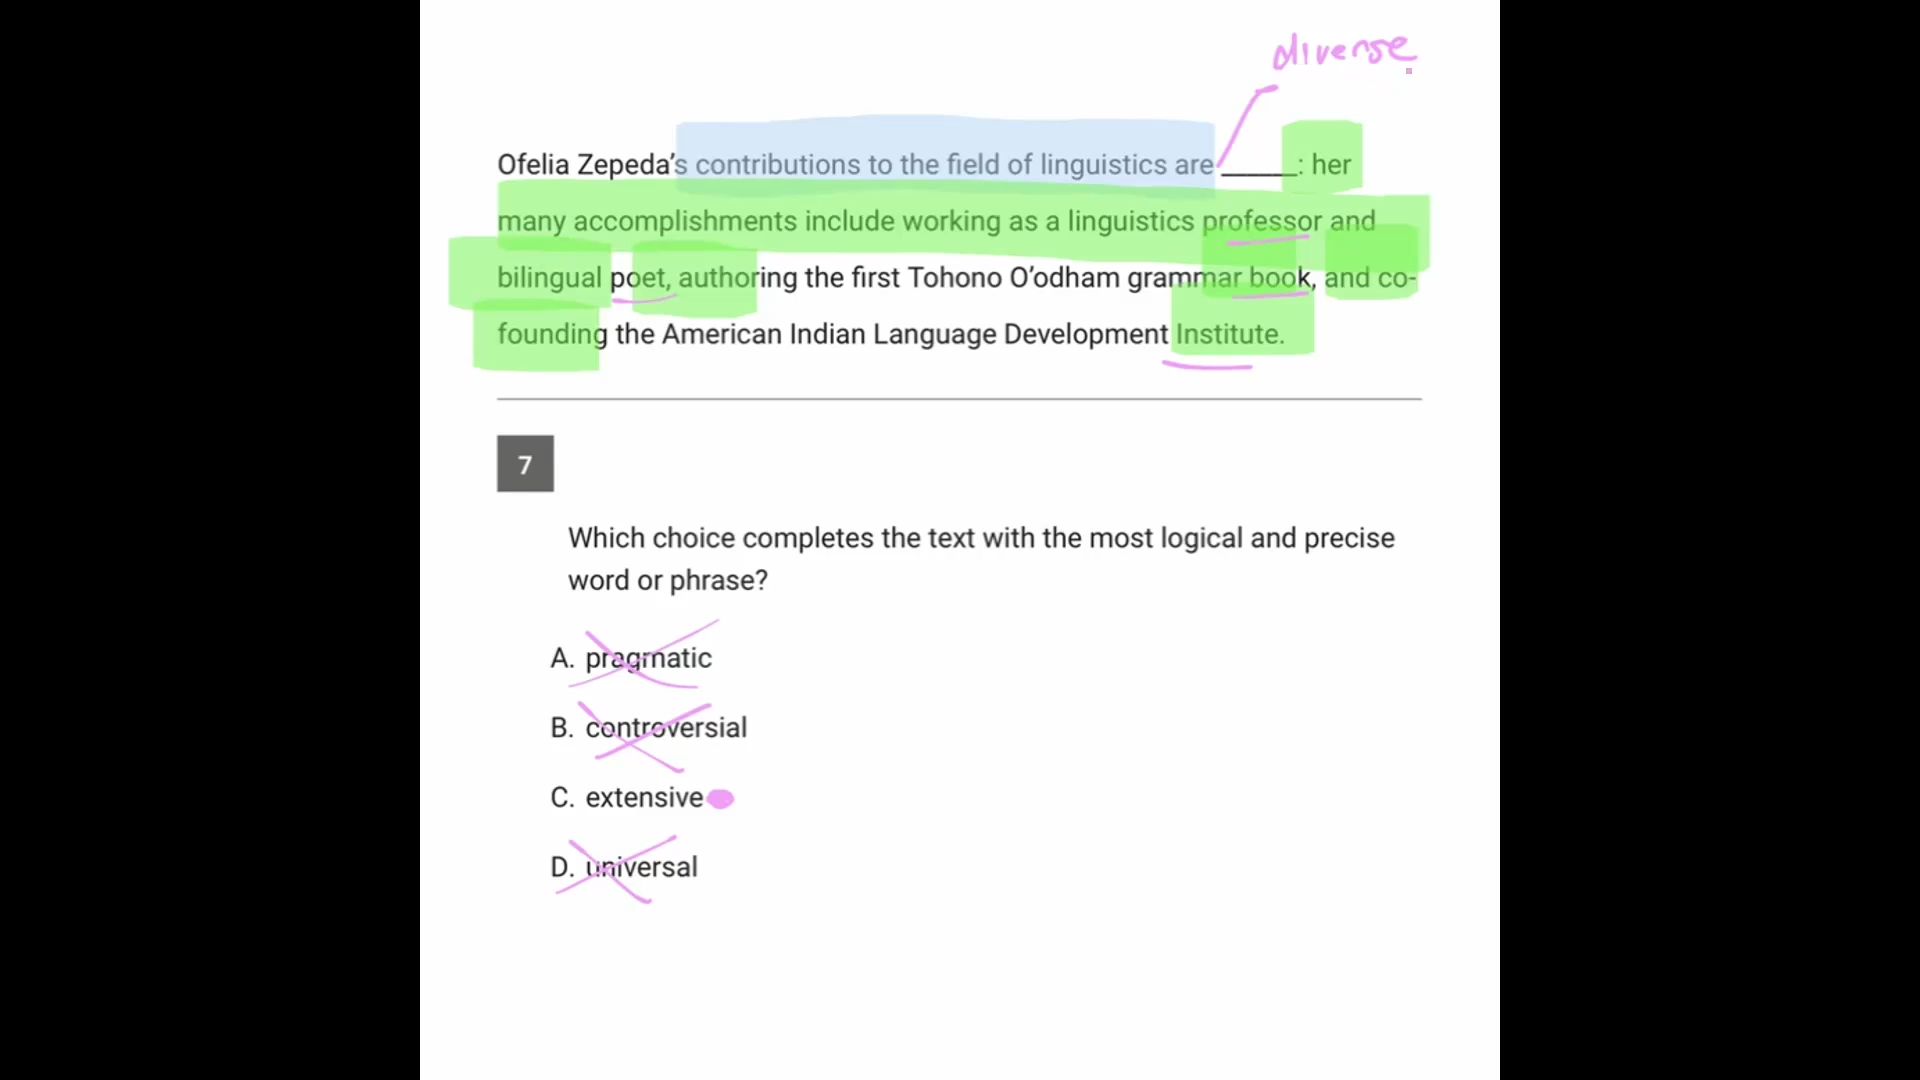 diverse
Ofelia Zepeda’s contributions to the field of linguistics are ______: her
many accomplishments include working as a linguistics professor and
bilingual poet, authoring the first Tohono O’odham grammar book, and co-
founding the American Indian Language Development Institute.
7
Which choice completes the text with the most logical and precise
word or phrase?
A. pragmatic
B. controversial
C. extensive
D. universal